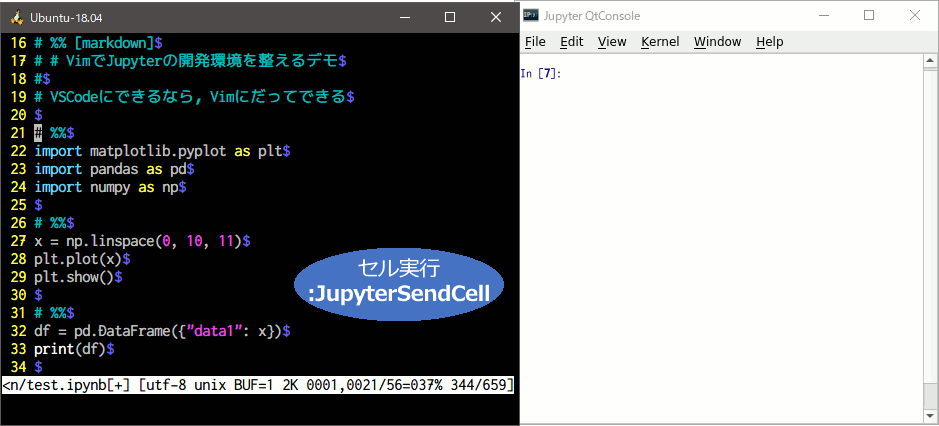 Ubuntu-18.04
16 # %% [markdown]$
17 # # VimでJupyterの開発環境を整えるデモ$
18 #$
19 # VSCodeにできるなら, Vimにだってできる$
20 $
21 # %%$
22 import matplotlib.pyplot as plt$
23 import pandas as pd$
24 import numpy as np$
25 $
26 # %%$
27 x = np.linspace(0, 10, 11)$
28 plt.plot(x)$
29 plt.show()$
30 $
31 # %%$
32 df = pd.DataFrame({"data1": x})$
33 print(df)$
34 $
<n/test.ipynb[+] [utf-8 unix BUF=1 2K 0001,0021/56=037% 344/659]
セル実行
:JupyterSendCell
IP[y]:
Jupyter QtConsole
File Edit View Kernel Window Help
In [7]: